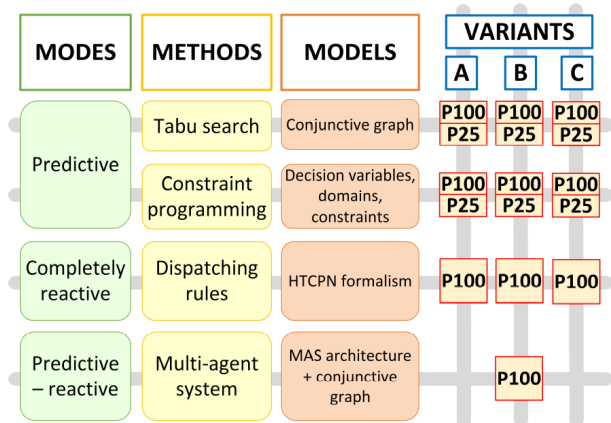 MODES
METHODS
MODELS
VARIANTS
A
B
C
Predictive
Tabu search
Conjunctive graph
P100
P25
P100
P25
P100
P25
Constraint
programming
Decision variables,
domains,
constraints
P100
P25
P100
P25
P100
P25
Completely
reactive
Dispatching
rules
HTCPN formalism
P100
P100
P100
Predictive
– reactive
Multi-agent
system
MAS architecture
+ conjunctive
graph
P100